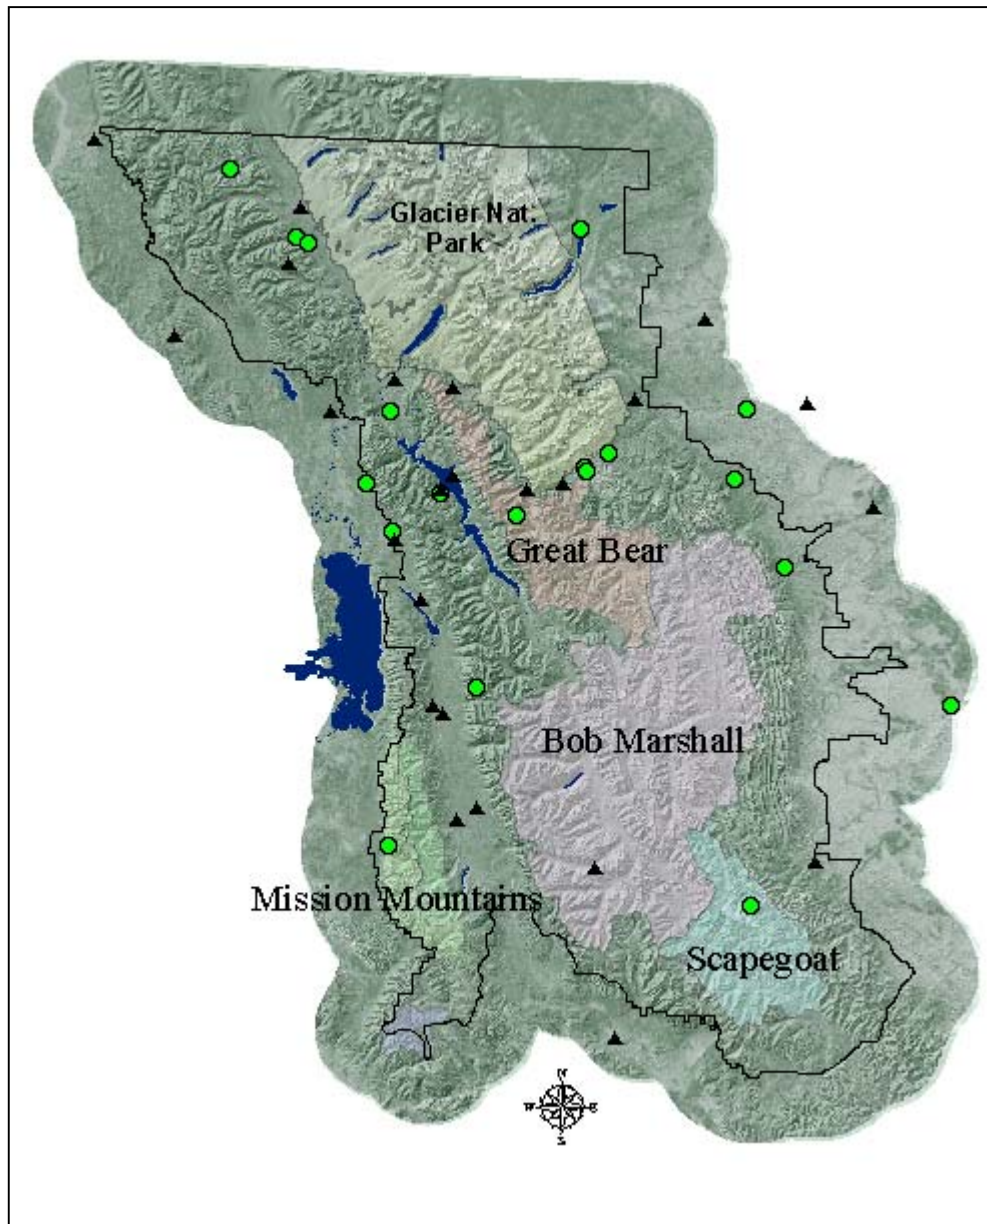 Glacier Nat.
Park
Great Bear
Bob Marshall
Mission Mountains
Scapegoat
N
W E
S